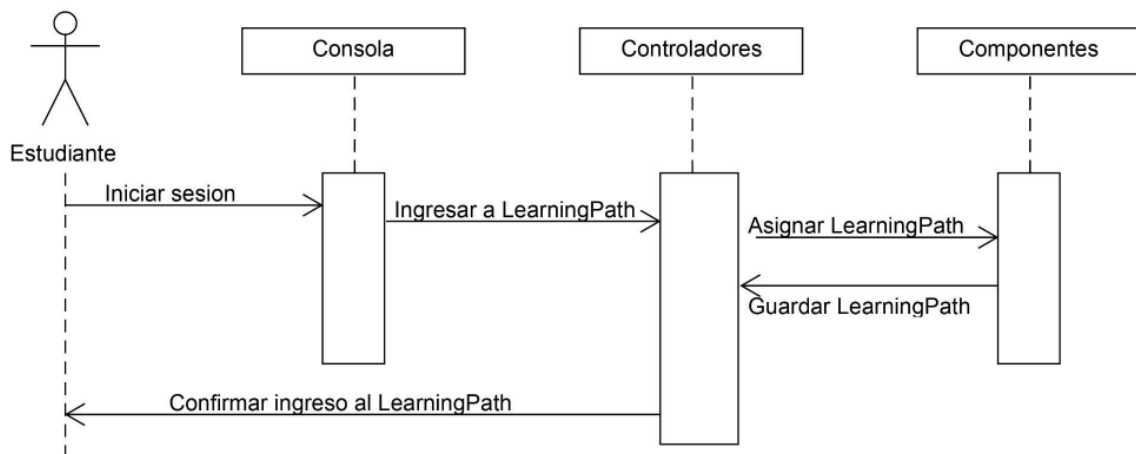 Consola
Controladores
Componentes
Estudiante
Iniciar sesion
Ingresar a LearningPath
Asignar LearningPath
Guardar LearningPath
Confirmar ingreso al LearningPath